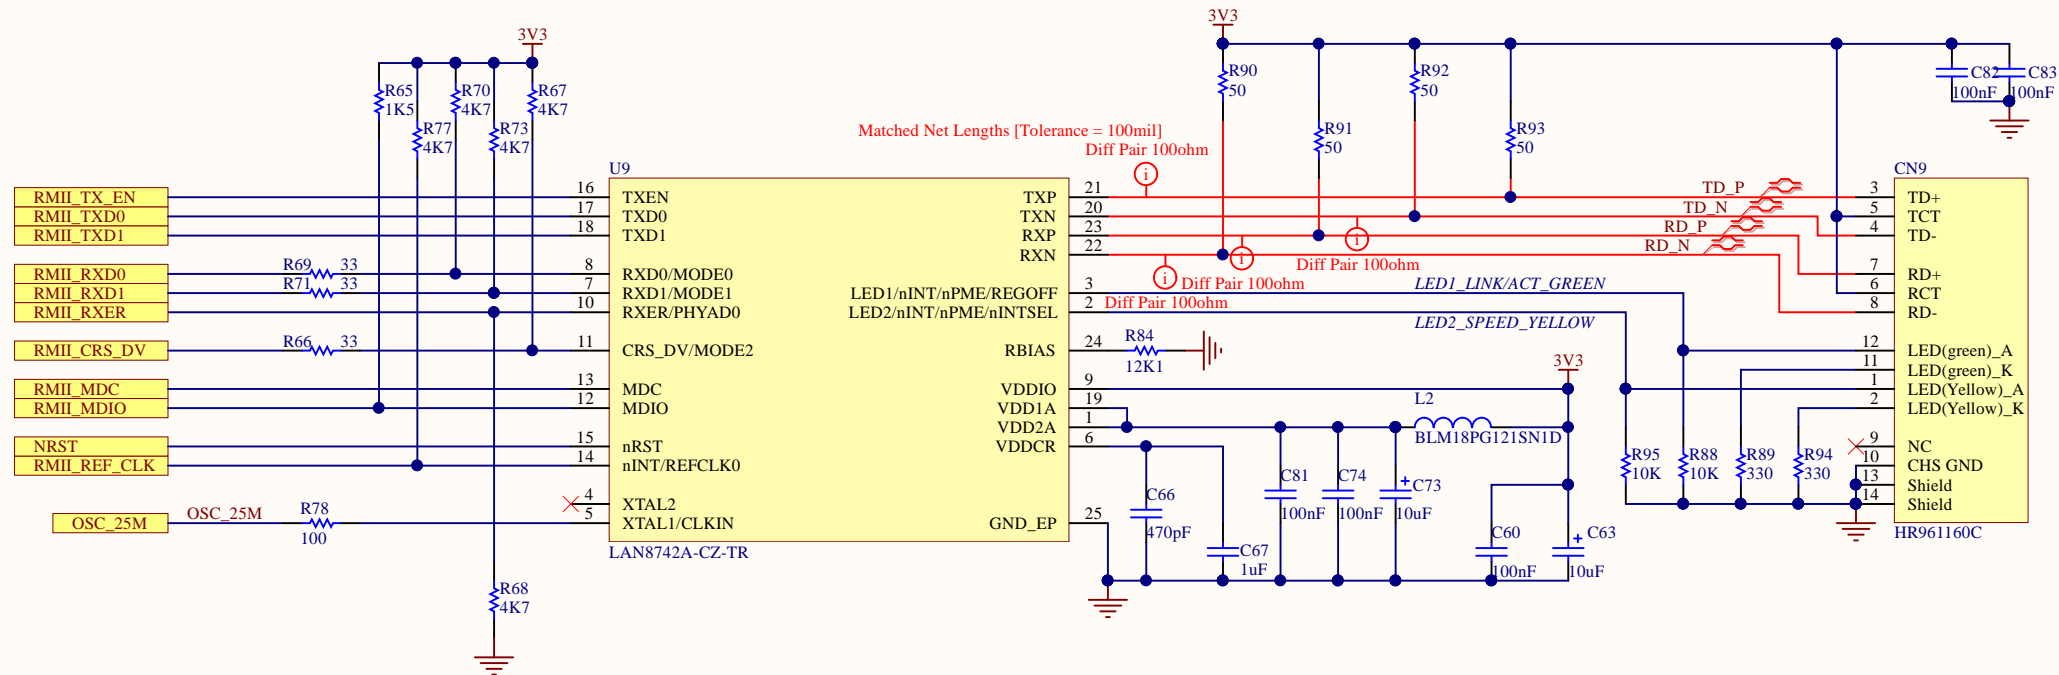 3V3
R65
1K5
R70
4K7
R67
4K7
R77
4K7
R73
4K7
RMII_TX_EN
RMII_TXD0
RMII_TXD1
RMII_RXD0
RMII_RXD1
RMII_RXER
RMII_CRS_DV
RMII_MDC
RMII_MDIO
NRST
RMII_REF_CLK
OSC_25M
OSC_25M
R69 33
R71 33
R66 33
R78
100
R68
4K7
U9
16 TXEN
17 TXD0
18 TXD1
8 RXD0/MODE0
7 RXD1/MODE1
10 RXER/PHYAD0
11 CRS_DV/MODE2
13 MDC
12 MDIO
15 nRST
14 nINT/REFCLK0
4 XTAL2
5 XTAL1/CLKIN
TXP 21
TXN 20
RXP 23
RXN 22
LED1/nINT/nPME/REGOFF 3
LED2/nINT/nPME/nINTSEL 2
RBIAS 24
VDDIO 9
VDD1A 19
VDD2A 1
VDDCR 6
GND_EP 25
LAN8742A-CZ-TR
Matched Net Lengths [Tolerance = 100mil]
Diff Pair 100ohm
i
i
i
i
Diff Pair 100ohm
Diff Pair 100ohm
Diff Pair 100ohm
3V3
R90
50
R91
50
R92
50
R93
50
TD_P
TD_N
RD_P
RD_N
LED1_LINK/ACT_GREEN
LED2_SPEED_YELLOW
R84
12K1
3V3
L2
BLM18PG121SN1D
C66
470pF
C67
1uF
C81
100nF
C74
100nF
+
C73
10uF
C60
100nF
+
C63
10uF
C82
100nF
C83
100nF
R95
10K
R88
10K
R89
330
R94
330
CN9
3 TD+
5 TCT
4 TD-
7 RD+
6 RCT
8 RD-
12 LED(green)_A
11 LED(green)_K
1 LED(Yellow)_A
2 LED(Yellow)_K
9 NC
10 CHS GND
13 Shield
14 Shield
HR961160C